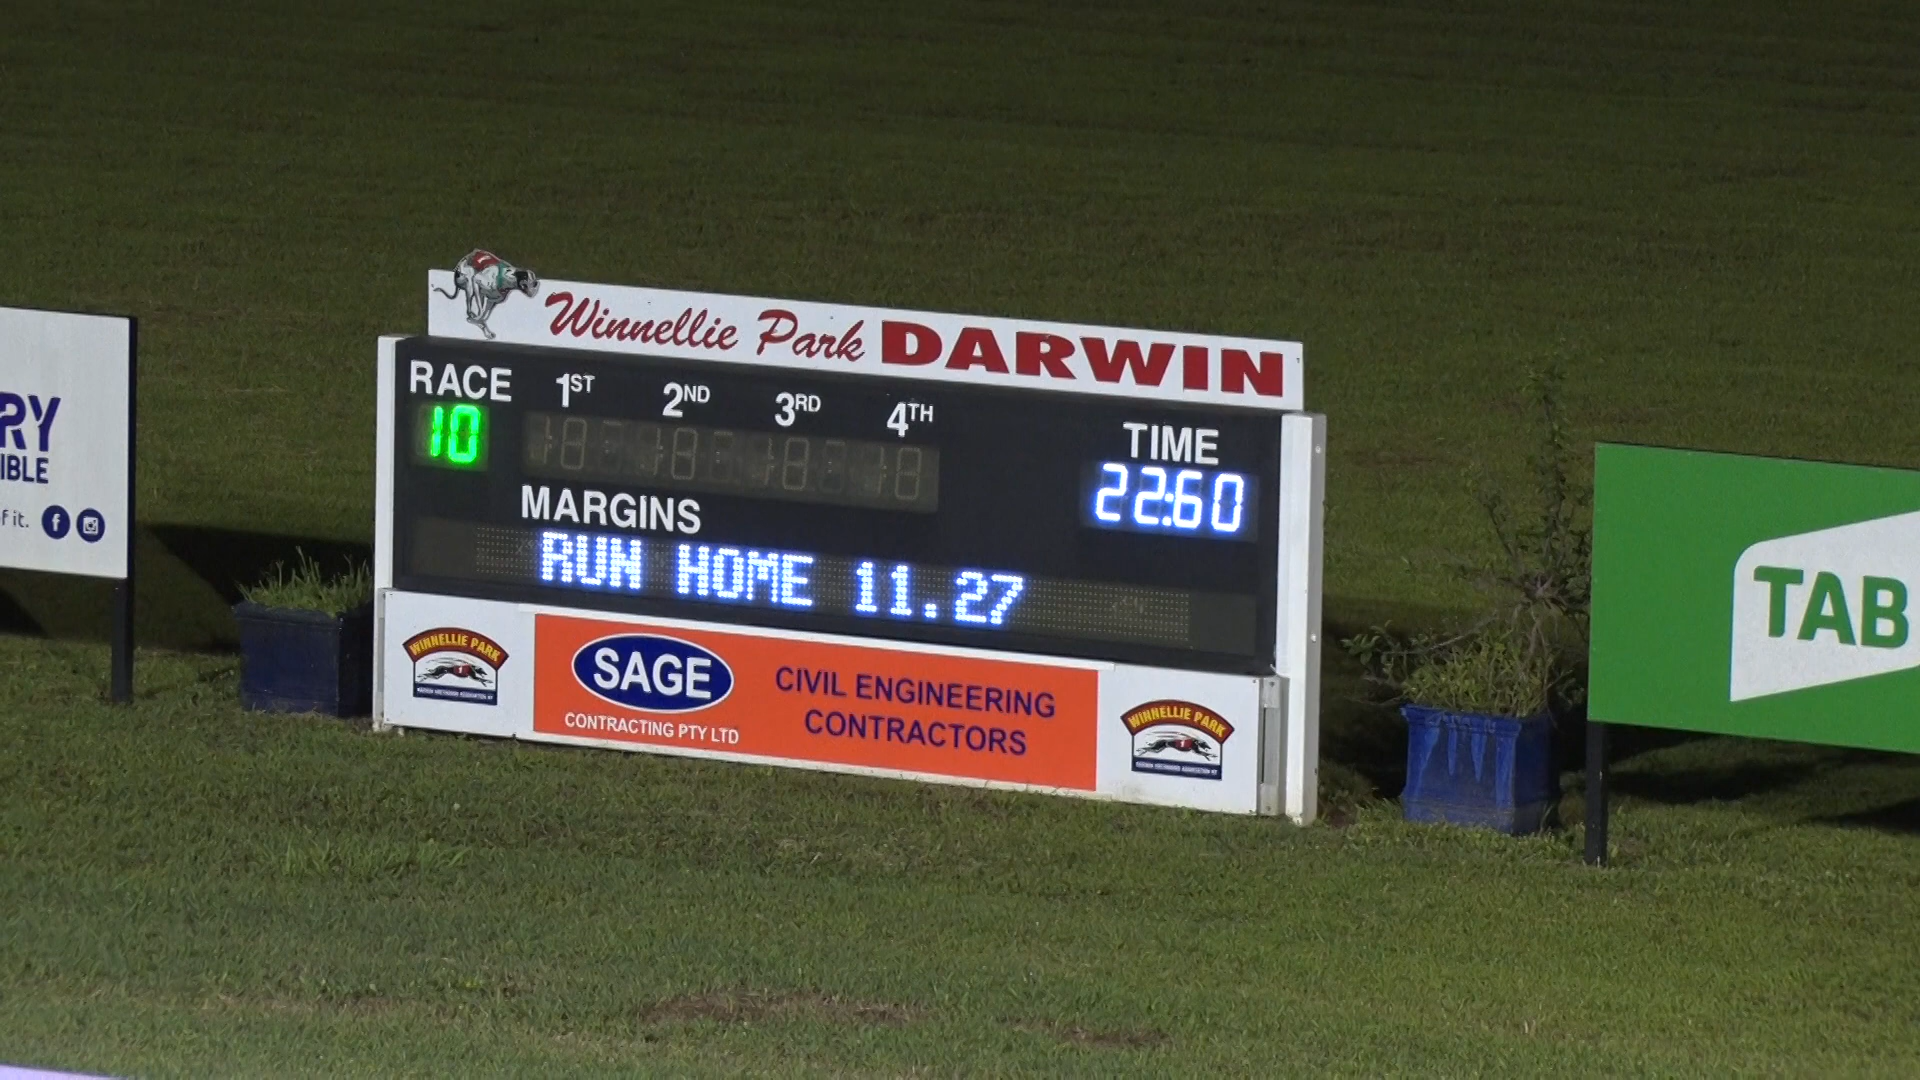 Winnellie Park DARWIN
RACE 1ST 2ND 3RD 4TH TIME
10 22:60
MARGINS
RUN HOME 11.27
WINNELLIE PARK
SAGE
CONTRACTING PTY LTD
CIVIL ENGINEERING
CONTRACTORS
WINNELLIE PARK
RY
IBLE
f it.
TAB